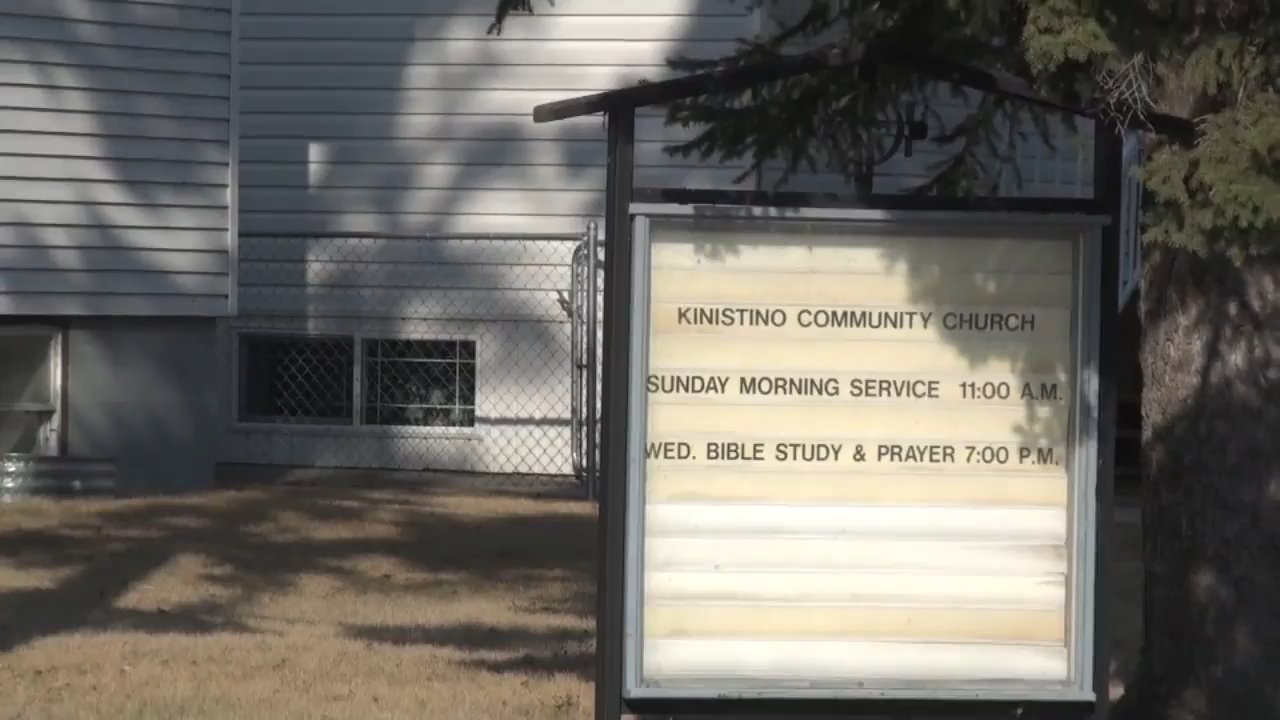 KINISTINO COMMUNITY CHURCH
SUNDAY MORNING SERVICE 11:00 A.M.
WED. BIBLE STUDY & PRAYER 7:00 P.M.